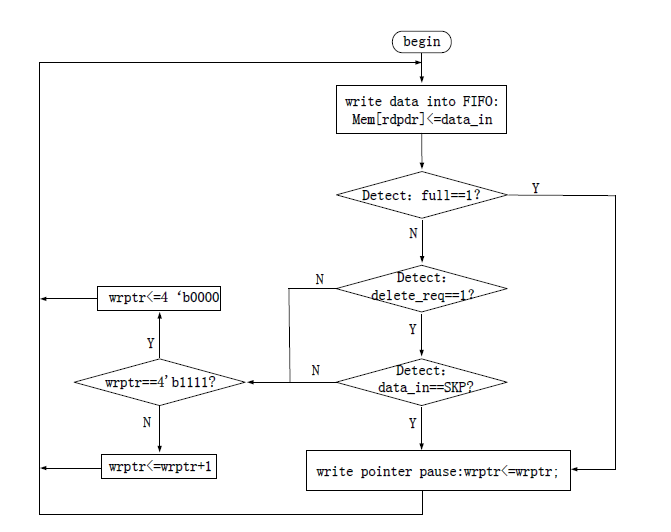 begin
write data into FIFO:
Mem[rdpdr]<=data_in
Detect: full==1?
Y
N
Detect:
delete_req==1?
N
wrptr<=4 ‘b0000
Y
Y
Detect:
data_in==SKP?
N
wrptr==4'b1111?
N
Y
wrptr<=wrptr+1
write pointer pause:wrptr<=wrptr;